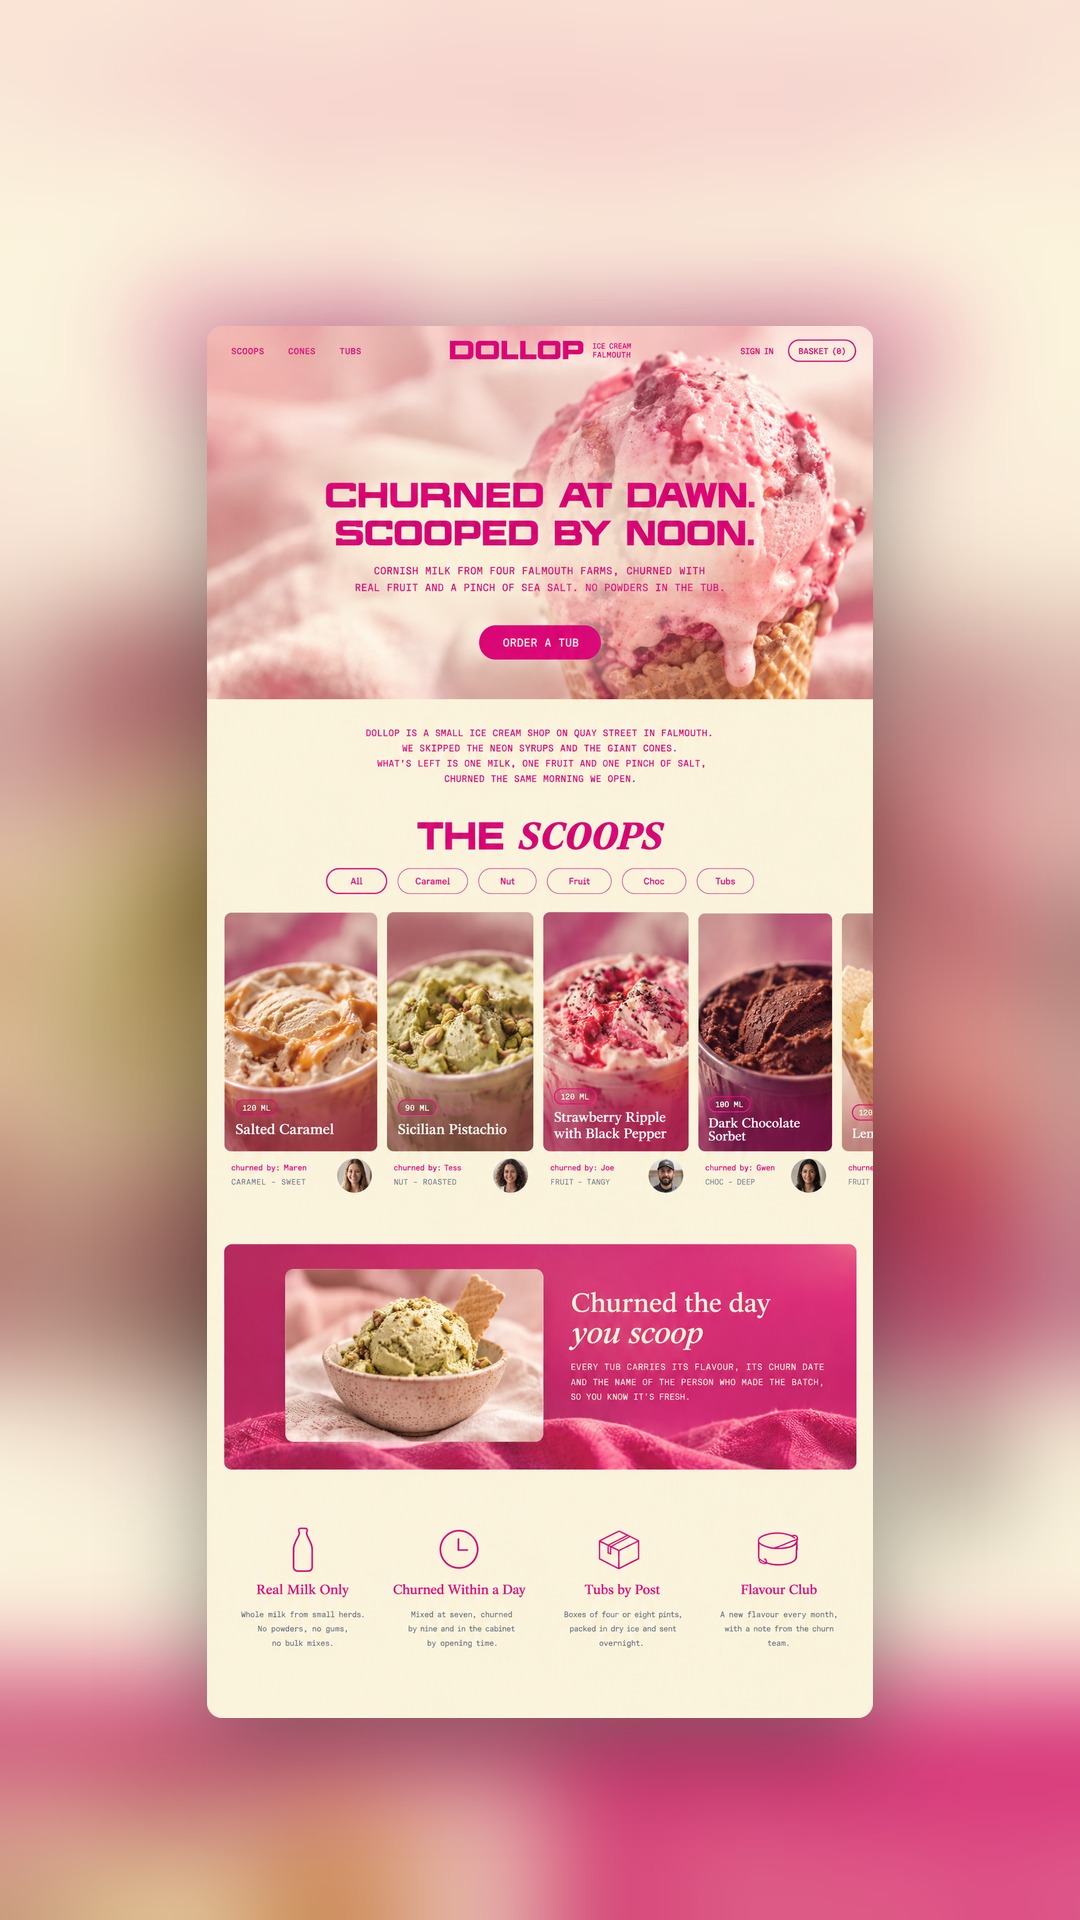 SCOOPS CONES TUBS
DOLLOP
ICE CREAM
FALMOUTH
SIGN IN
BASKET (0)
CHURNED AT DAWN.
SCOOPED BY NOON.
CORNISH MILK FROM FOUR FALMOUTH FARMS, CHURNED WITH
REAL FRUIT AND A PINCH OF SEA SALT. NO POWDERS IN THE TUB.
ORDER A TUB
DOLLOP IS A SMALL ICE CREAM SHOP ON QUAY STREET IN FALMOUTH.
WE SKIPPED THE NEON SYRUPS AND THE GIANT CONES.
WHAT'S LEFT IS ONE MILK, ONE FRUIT AND ONE PINCH OF SALT,
CHURNED THE SAME MORNING WE OPEN.
THE SCOOPS
All Caramel Nut Fruit Choc Tubs
120 ML
Salted Caramel
churned by: Maren
CARAMEL – SWEET
90 ML
Sicilian Pistachio
churned by: Tess
NUT – ROASTED
120 ML
Strawberry Ripple
with Black Pepper
churned by: Joe
FRUIT – TANGY
100 ML
Dark Chocolate
Sorbet
churned by: Gwen
CHOC – DEEP
120
Len
churne
FRUIT
Churned the day
you scoop
EVERY TUB CARRIES ITS FLAVOUR, ITS CHURN DATE
AND THE NAME OF THE PERSON WHO MADE THE BATCH,
SO YOU KNOW IT'S FRESH.
Real Milk Only
Whole milk from small herds.
No powders, no gums,
no bulk mixes.
Churned Within a Day
Mixed at seven, churned
by nine and in the cabinet
by opening time.
Tubs by Post
Boxes of four or eight pints,
packed in dry ice and sent
overnight.
Flavour Club
A new flavour every month,
with a note from the churn
team.